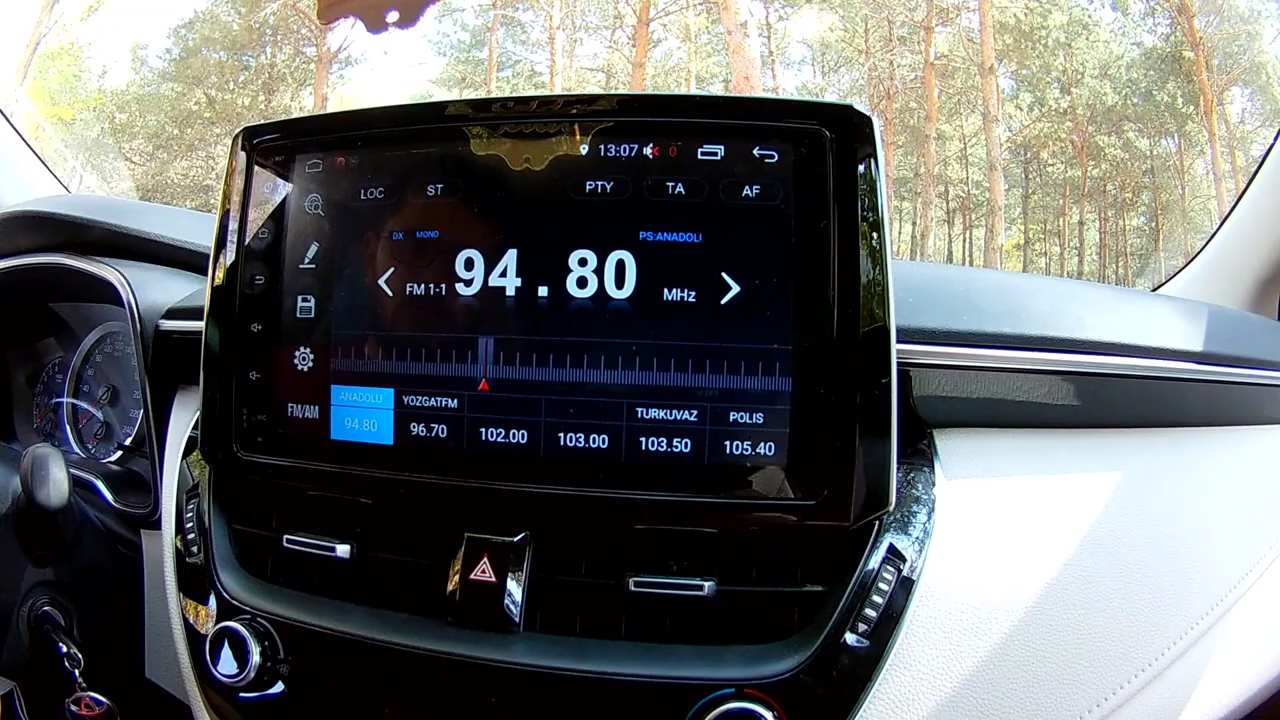 13:07 0
LOC ST PTY TA AF
DX MONO PS:ANADOLI
FM 1-1 94.80 MHz
FM/AM
ANADOLU YOZGATFM TURKUVAZ POLIS
94.80 96.70 102.00 103.00 103.50 105.40